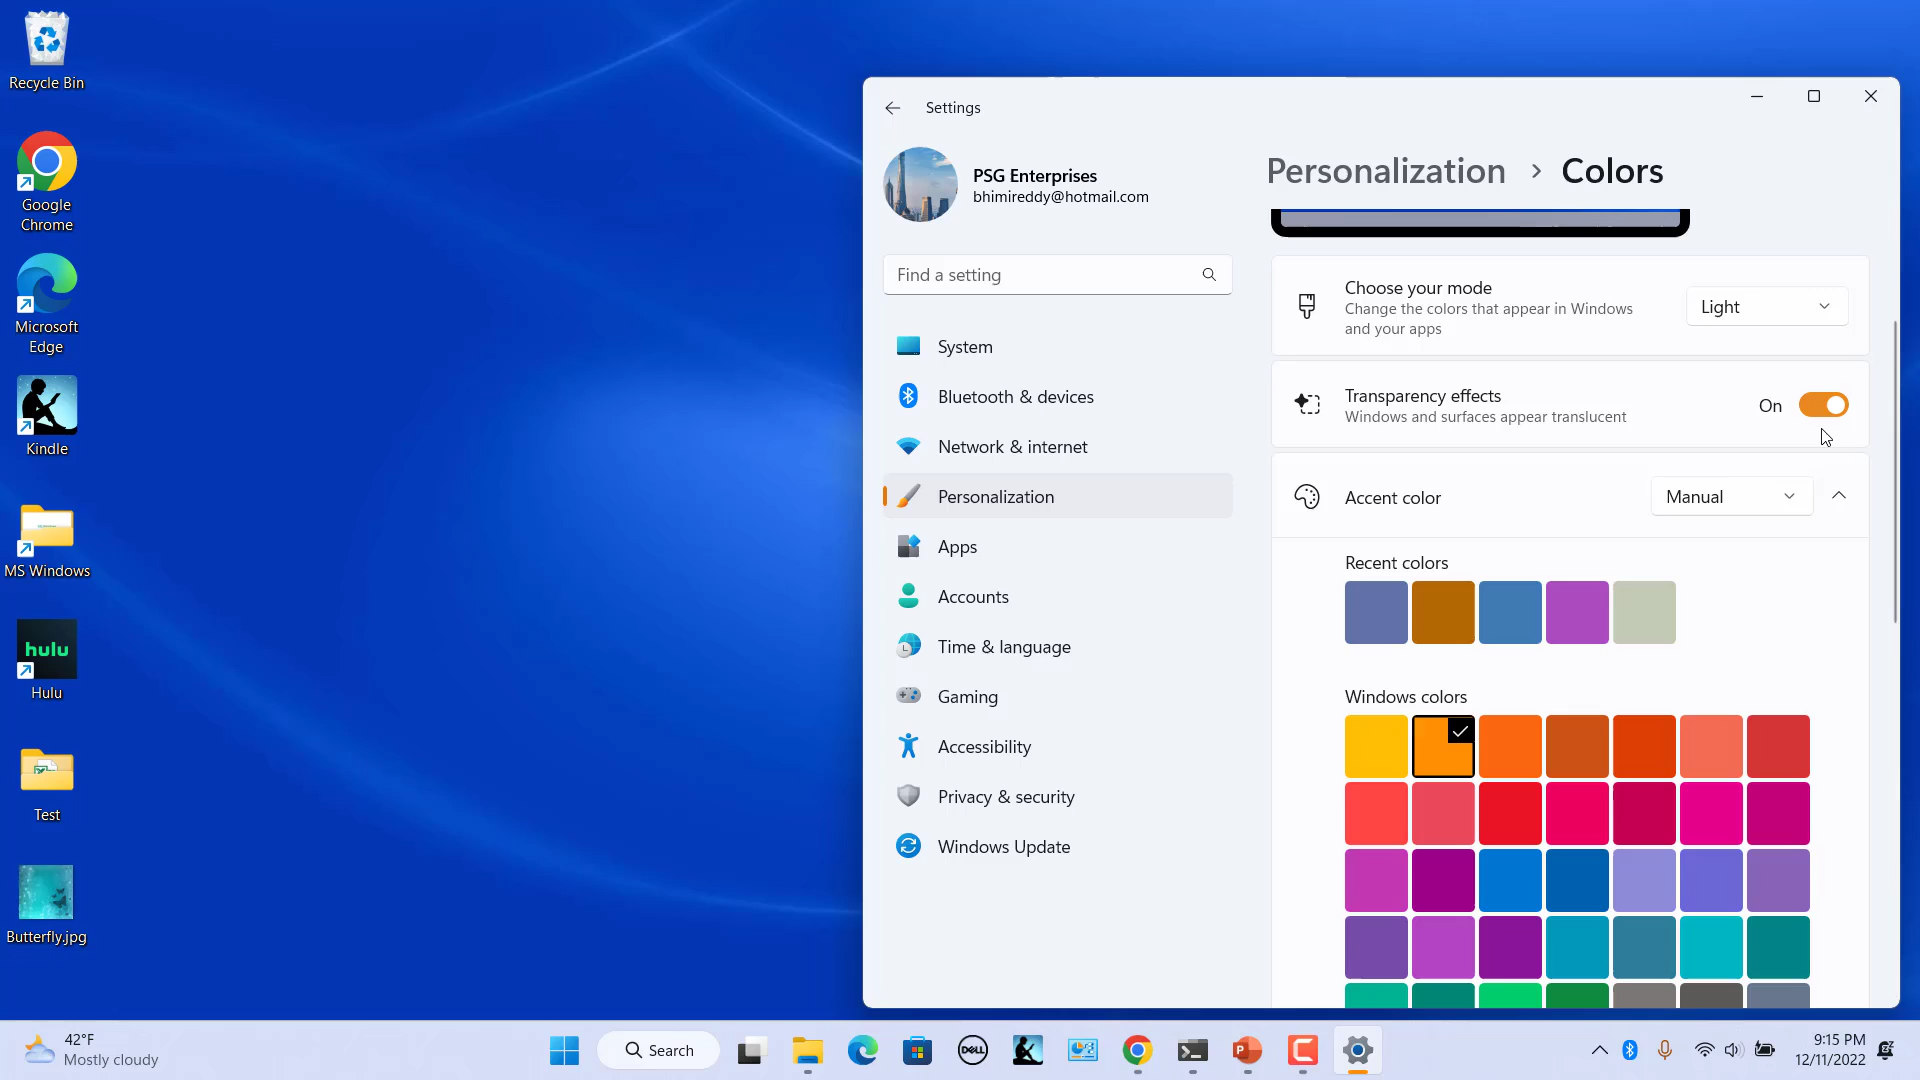 Recycle Bin
Google
Chrome
Microsoft
Edge
Kindle
MS Windows
hulu
Hulu
Test
Butterfly.jpg
Settings
PSG Enterprises
bhimireddy@hotmail.com
Find a setting
System
Bluetooth & devices
Network & internet
Personalization
Apps
Accounts
Time & language
Gaming
Accessibility
Privacy & security
Windows Update
Personalization > Colors
Choose your mode
Change the colors that appear in Windows
and your apps
Light
Transparency effects
Windows and surfaces appear translucent
On
Accent color
Manual
Recent colors
Windows colors
42°F
Mostly cloudy
Search
DELL
9:15 PM
12/11/2022